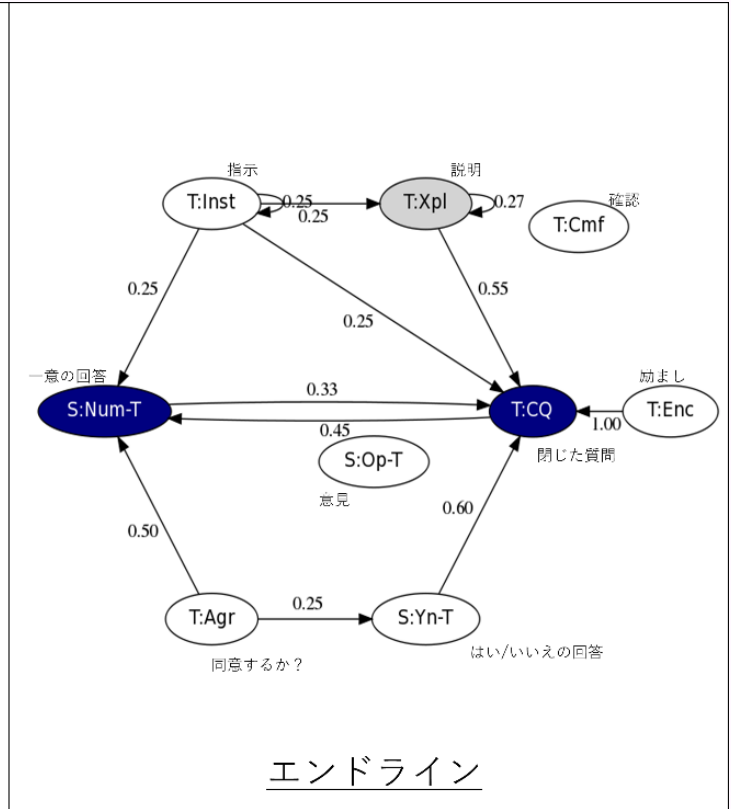 指示
説明
T:Inst
0.25
0.25
T:Xpl
0.27
確認
T:Cmf
0.25
0.25
0.55
一意の回答
S:Num-T
0.33
0.45
T:CQ
励まし
T:Enc
1.00
閉じた質問
S:Op-T
意見
0.50
0.60
T:Agr
0.25
S:Yn-T
同意するか？
はい/いいえの回答
エンドライン